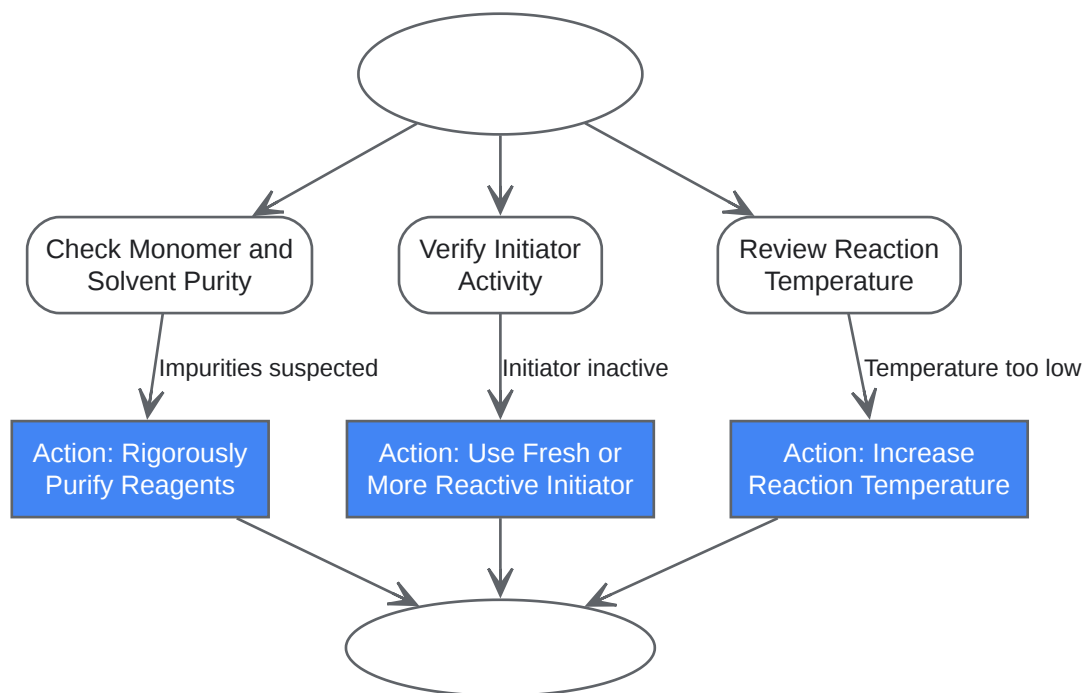 Check Monomer and
Solvent Purity
Verify Initiator
Activity
Review Reaction
Temperature
Impurities suspected
Initiator inactive
Temperature too low
Action: Rigorously
Purify Reagents
Action: Use Fresh or
More Reactive Initiator
Action: Increase
Reaction Temperature